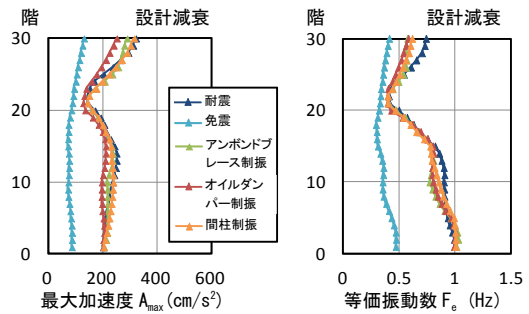 階
設計減衰
30
20
10
0
0
200
400
600
最大加速度 Amax(cm/s²)
耐震
免震
アンボンドブ
レース制振
オイルダン
パー制振
間柱制振
階
設計減衰
30
20
10
0
0
0.5
1
1.5
等価振動数 Fe (Hz)